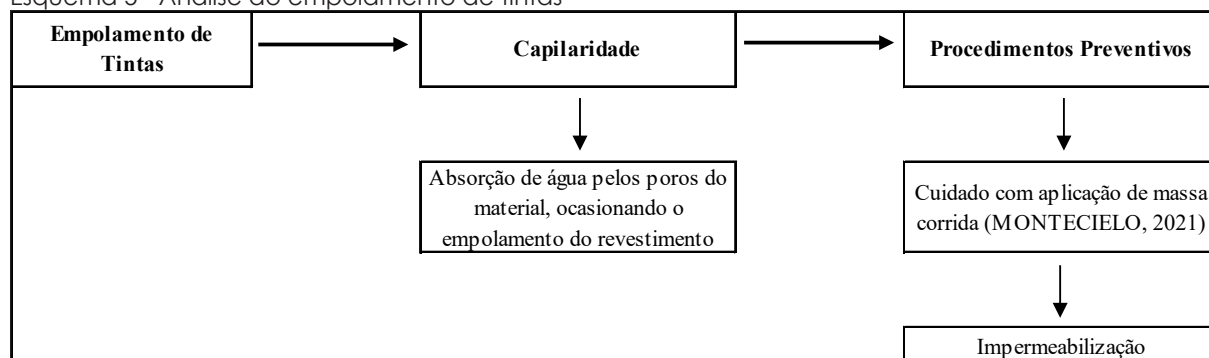 Esquema 3 - Análise do empolamento de tintas
Empolamento de
Tintas
Capilaridade
Procedimentos Preventivos
Absorção de água pelos poros do
material, ocasionando o
empolamento do revestimento
Cuidado com aplicação de massa
corrida (MONTECIELO, 2021)
Impermeabilização